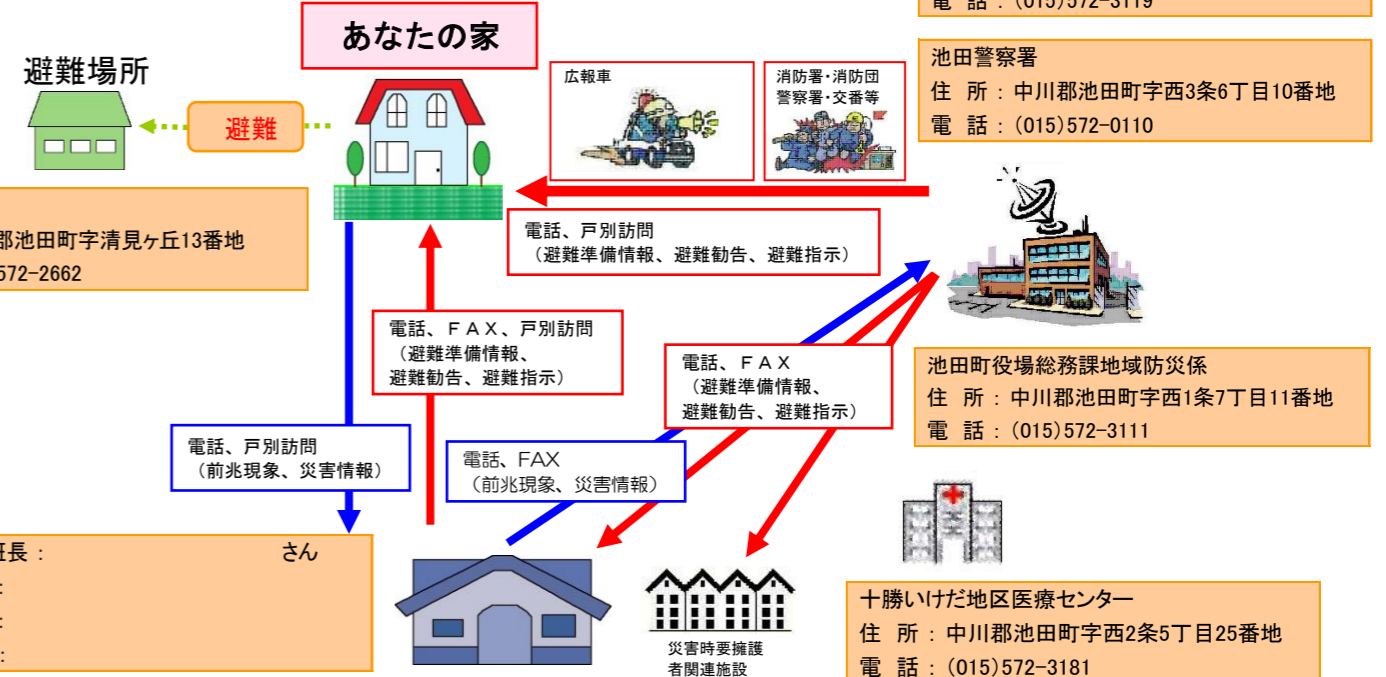 電 話 : (015)572-3119
あなたの家
避難場所
避難
広報車
消防署・消防団
警察署・交番等
池田警察署
住 所 : 中川郡池田町字西3条6丁目10番地
電 話 : (015)572-0110
郡池田町字清見ヶ丘13番地
572-2662
電話、戸別訪問
(避難準備情報、避難勧告、避難指示)
電話、FAX、戸別訪問
(避難準備情報、
避難勧告、避難指示)
電話、FAX
(避難準備情報、
避難勧告、避難指示)
池田町役場総務課地域防災係
住 所 : 中川郡池田町字西1条7丁目11番地
電 話 : (015)572-3111
電話、戸別訪問
(前兆現象、災害情報)
電話、FAX
(前兆現象、災害情報)
班長 : さん
:
:
:
災害時要擁護
者関連施設
十勝いけだ地区医療センター
住 所 : 中川郡池田町字西2条5丁目25番地
電 話 : (015)572-3181